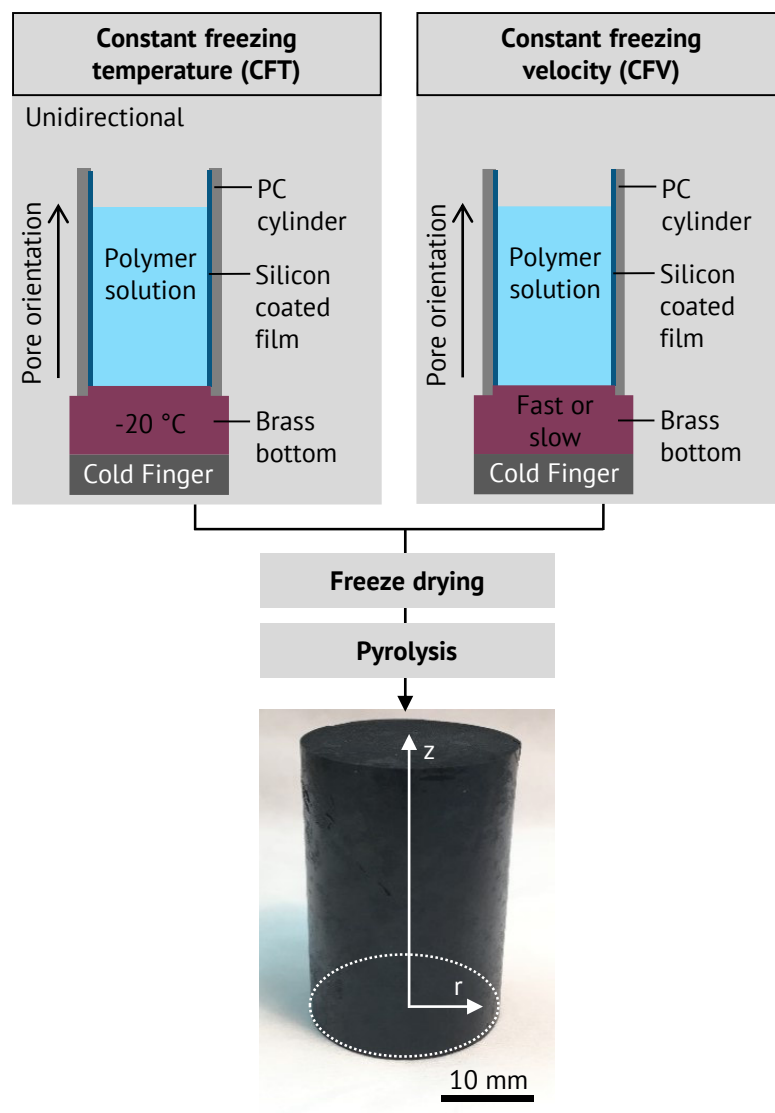 Constant freezing
temperature (CFT)
Unidirectional
Pore orientation
Polymer
solution
PC
cylinder
Silicon
coated
film
-20 °C
Brass
bottom
Cold Finger
Constant freezing
velocity (CFV)
Pore orientation
Polymer
solution
PC
cylinder
Silicon
coated
film
Fast or
slow
Brass
bottom
Cold Finger
Freeze drying
Pyrolysis
z
r
10 mm